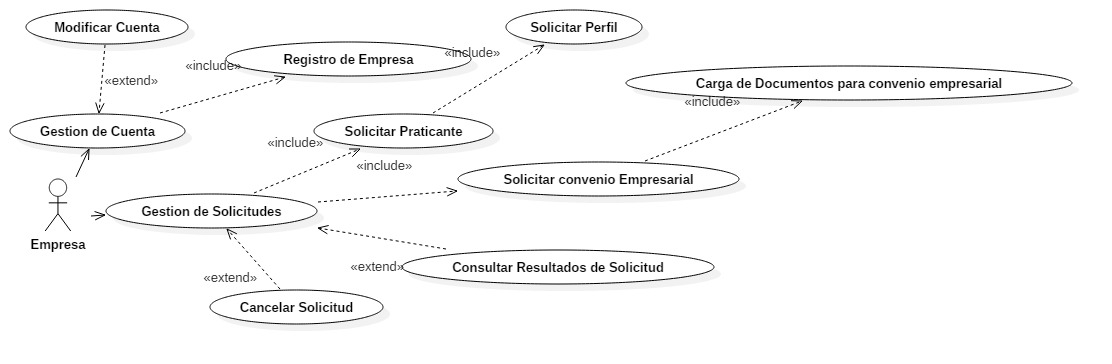 Modificar Cuenta
Solicitar Perfil
«include»
Registro de Empresa
«include»
«extend»
Carga de Documentos para convenio empresarial
«include»
Gestion de Cuenta
Solicitar Praticante
«include»
«include»
Solicitar convenio Empresarial
Gestion de Solicitudes
Empresa
«extend»
Consultar Resultados de Solicitud
«extend»
Cancelar Solicitud